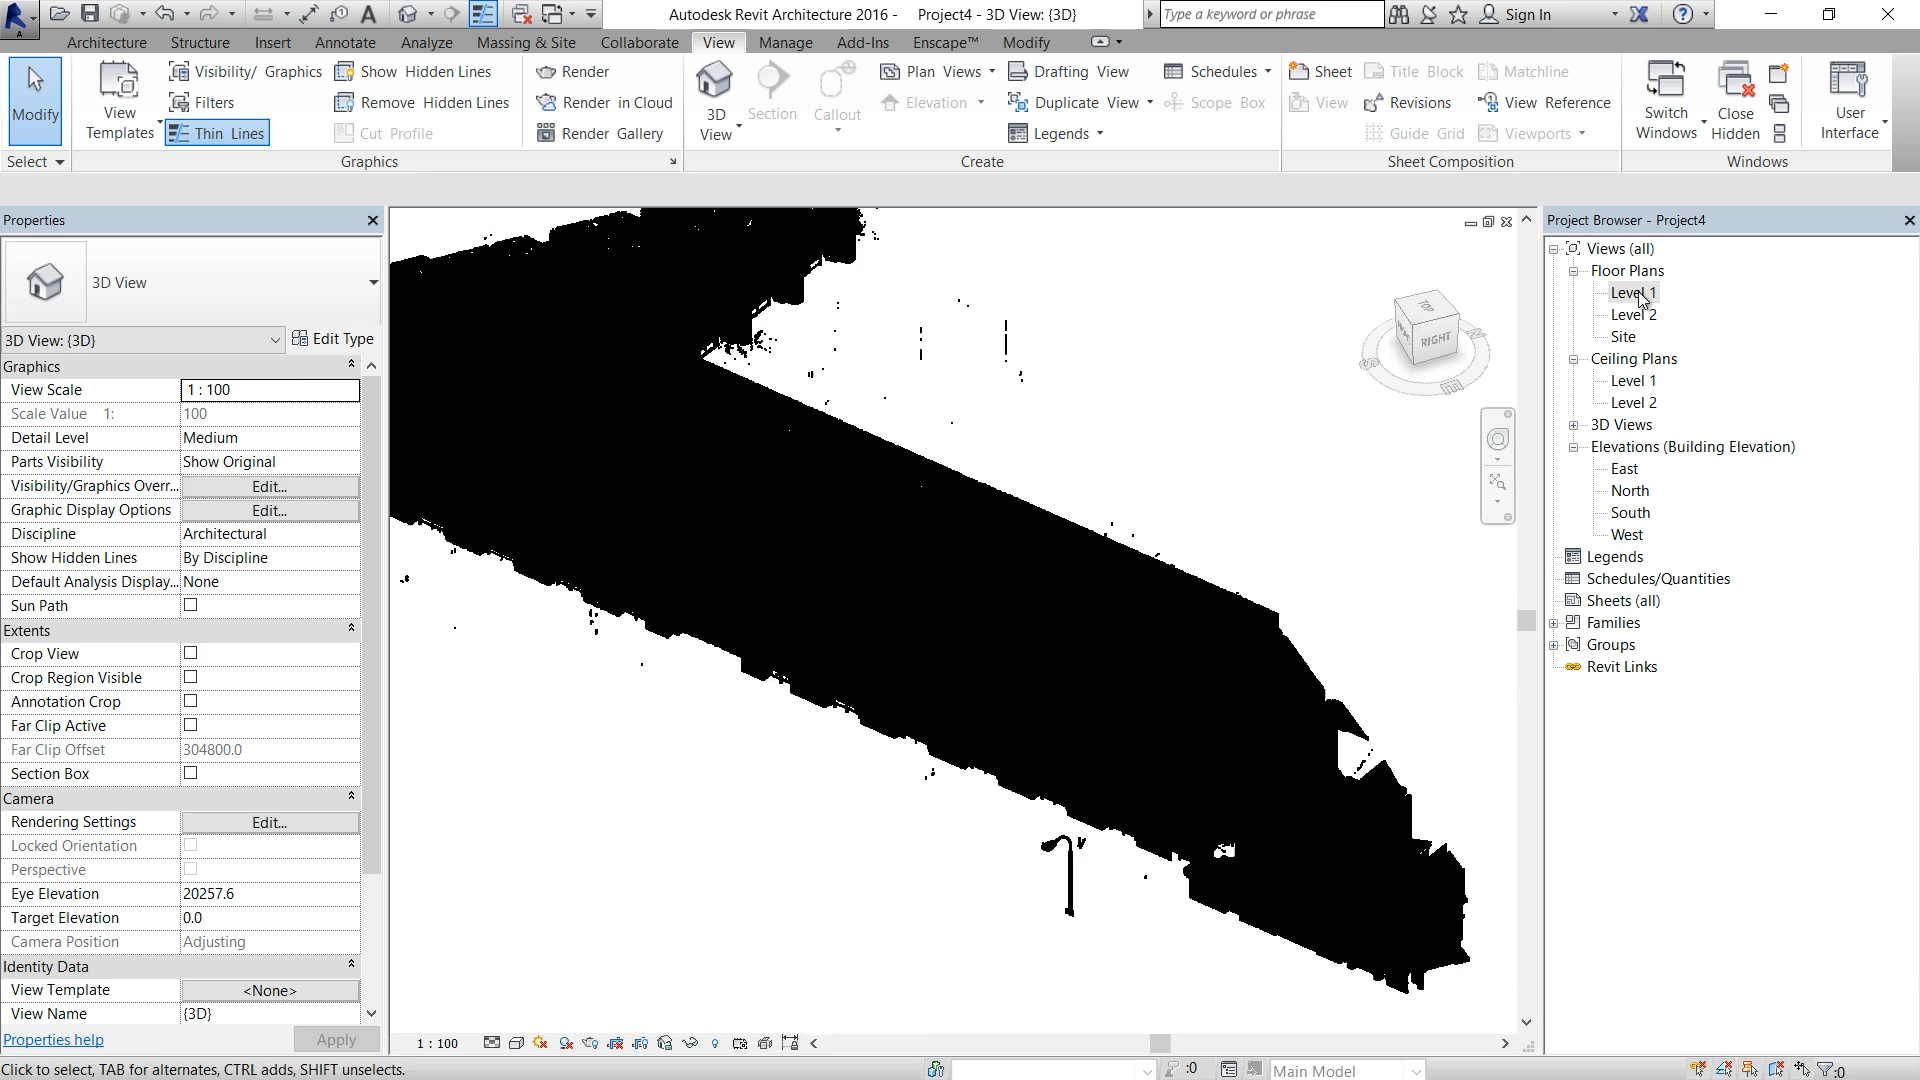 Autodesk Revit Architecture 2016 - Project4 - 3D View: {3D}
Type a keyword or phrase
Sign In
Architecture Structure Insert Annotate Analyze Massing & Site Collaborate View Manage Add-Ins Enscape™ Modify
Modify
Select
View
Templates
Visibility/ Graphics
Filters
Thin Lines
Show Hidden Lines
Remove Hidden Lines
Cut Profile
Graphics
Render
Render in Cloud
Render Gallery
3D
View
Section
Callout
Plan Views
Elevation
Drafting View
Duplicate View
Legends
Schedules
Scope Box
Create
Sheet
View
Title Block
Revisions
Guide Grid
Matchline
View Reference
Viewports
Sheet Composition
Switch
Windows
Close
Hidden
Windows
User
Interface
Properties
3D View
3D View: {3D}
Edit Type
Graphics
View Scale 1 : 100
Scale Value 1: 100
Detail Level Medium
Parts Visibility Show Original
Visibility/Graphics Overr... Edit...
Graphic Display Options Edit...
Discipline Architectural
Show Hidden Lines By Discipline
Default Analysis Display... None
Sun Path
Extents
Crop View
Crop Region Visible
Annotation Crop
Far Clip Active
Far Clip Offset 304800.0
Section Box
Camera
Rendering Settings Edit...
Locked Orientation
Perspective
Eye Elevation 20257.6
Target Elevation 0.0
Camera Position Adjusting
Identity Data
View Template <None>
View Name {3D}
Properties help
Apply
TOP
RIGHT
1 : 100
Project Browser - Project4
Views (all)
Floor Plans
Level 1
Level 2
Site
Ceiling Plans
Level 1
Level 2
3D Views
Elevations (Building Elevation)
East
North
South
West
Legends
Schedules/Quantities
Sheets (all)
Families
Groups
Revit Links
Click to select, TAB for alternates, CTRL adds, SHIFT unselects.
:0
Main Model
:0